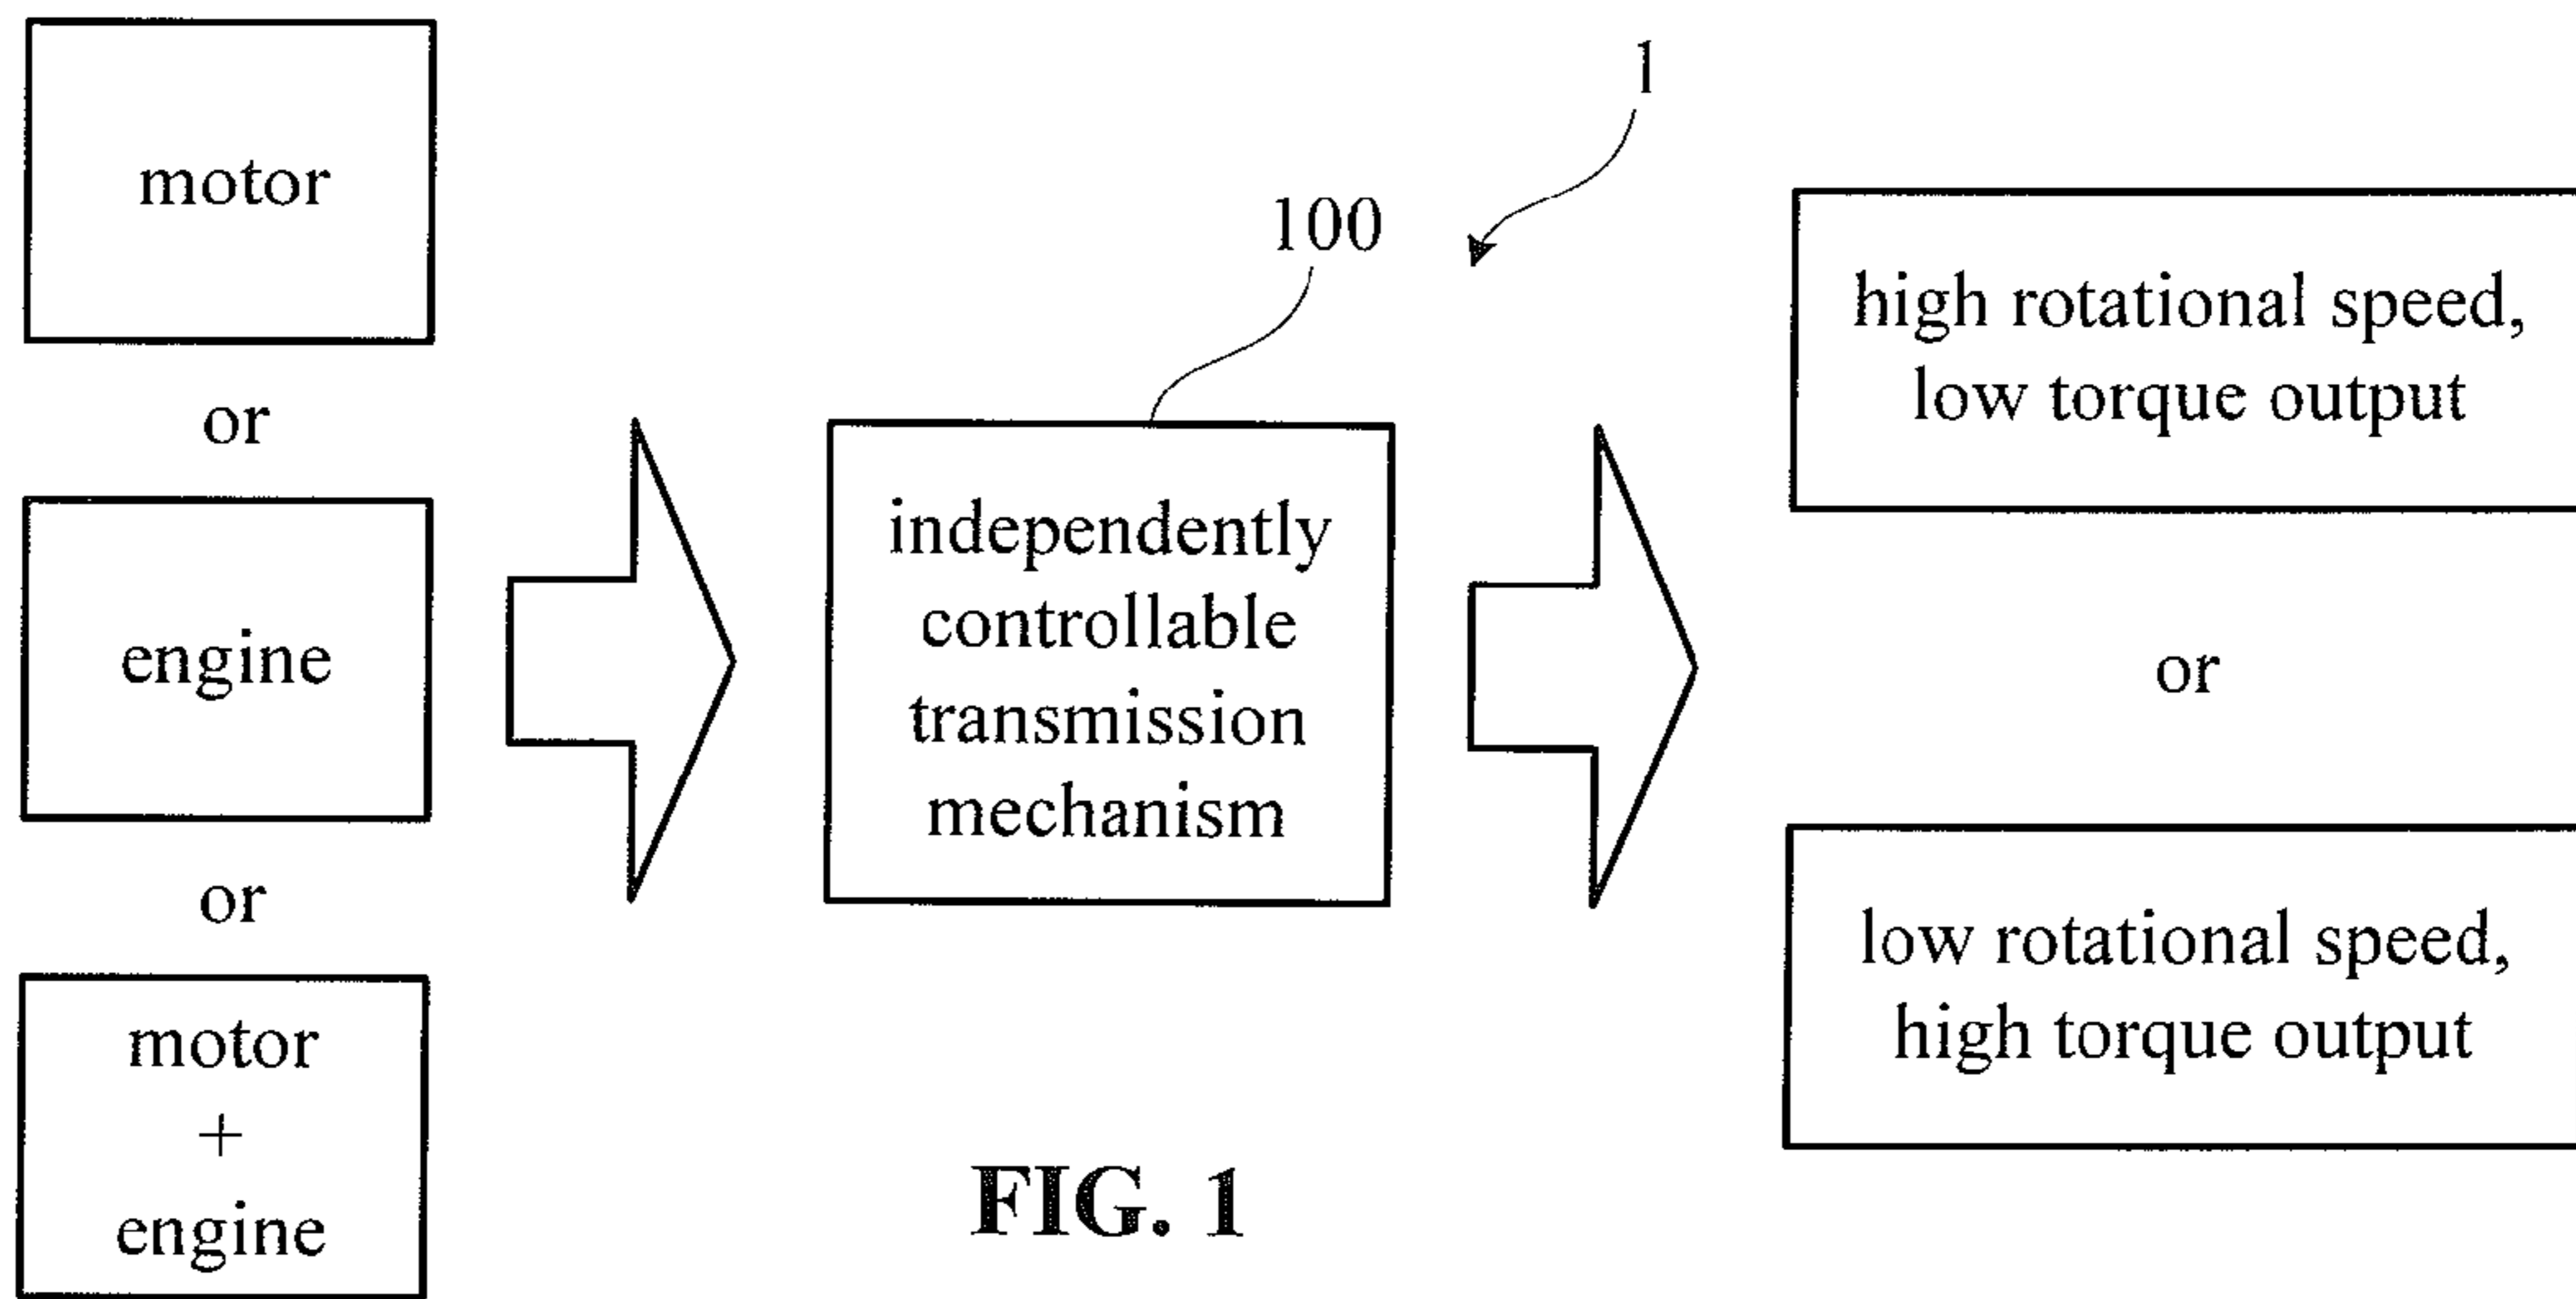 motor
or
engine
or
motor
+
engine
1
100
independently
controllable
transmission
mechanism
high rotational speed,
low torque output
or
low rotational speed,
high torque output
FIG. 1